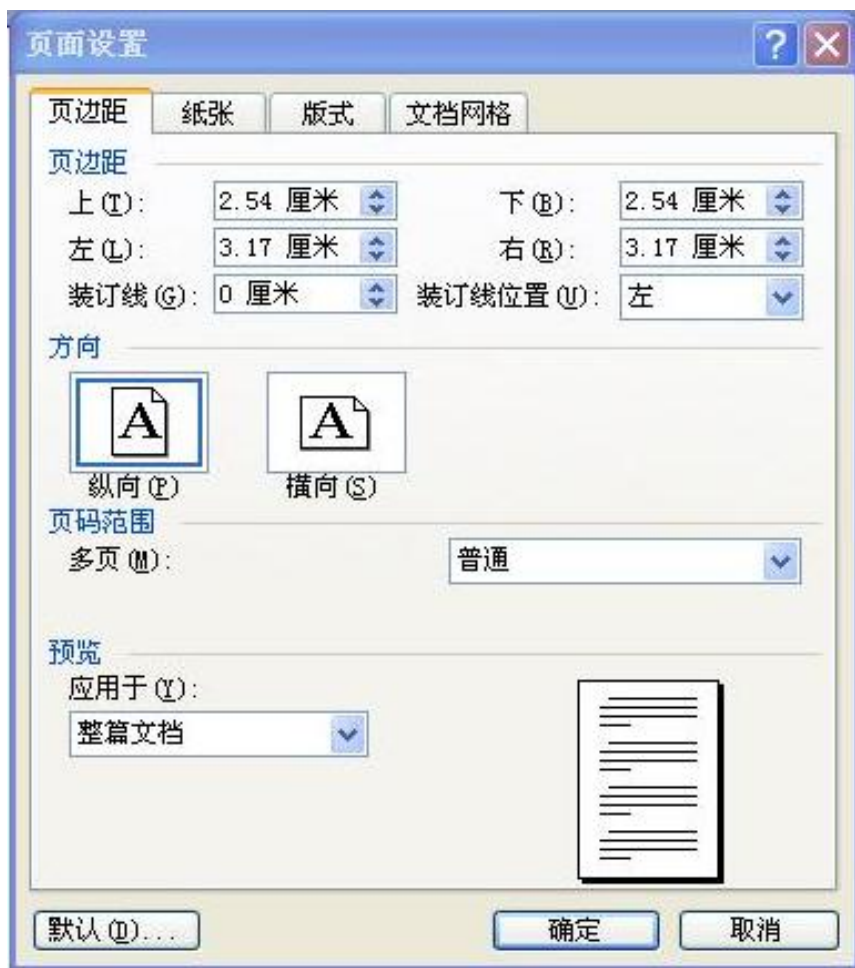 页面设置
页边距 纸张 版式 文档网格
页边距
上(T): 2.54 厘米 下(B): 2.54 厘米
左(L): 3.17 厘米 右(R): 3.17 厘米
装订线(G): 0 厘米 装订线位置(U): 左
方向
A A
纵向(P) 横向(S)
页码范围
多页(M): 普通
预览
应用于(Y):
整篇文档
默认(D)... 确定 取消